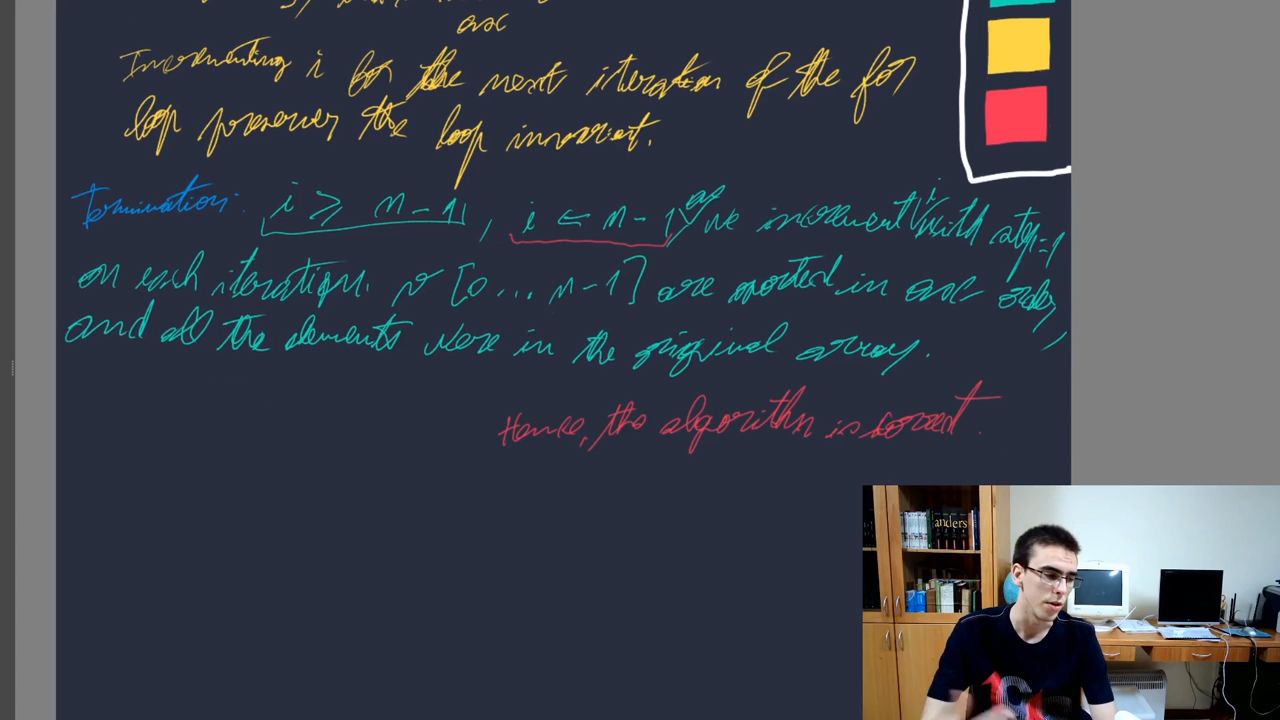 asc
Incrementing i for the next iteration of the for
loop preserves the loop invariant.
Termination: i ≥ n-1, i = n-1, as we increment i with step=1
on each iteration. v [0 ... n-1] are sorted in asc order,
and all the elements were in the original array.
Hence, the algorithm is correct.
anders